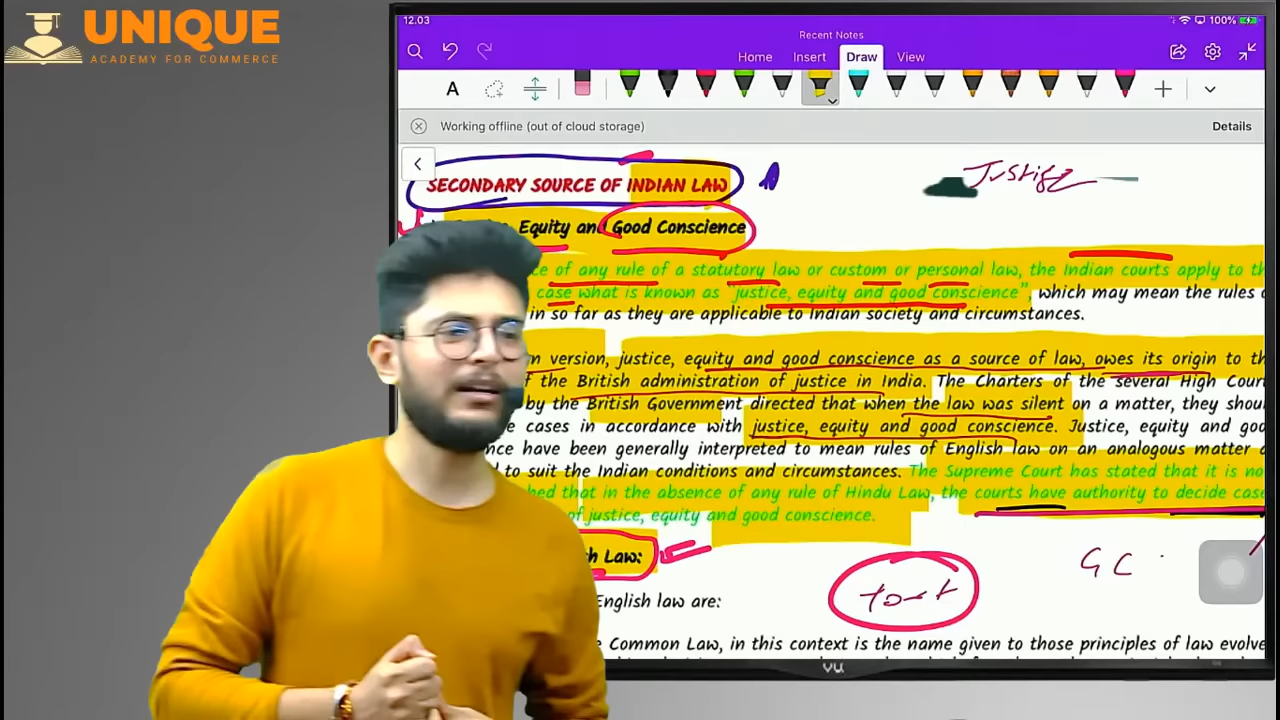 UNIQUE
ACADEMY FOR COMMERCE
12.03
100%
Recent Notes
Home Insert Draw View
A
Working offline (out of cloud storage)
Details
SECONDARY SOURCE OF INDIAN LAW
Justice
Equity and Good Conscience
ce of any rule of a statutory law or custom or personal law, the Indian courts apply to th
case what is known as "justice, equity and good conscience", which may mean the rules o
in so far as they are applicable to Indian society and circumstances.
n version, justice, equity and good conscience as a source of law, owes its origin to th
f the British administration of justice in India. The Charters of the several High Cour
by the British Government directed that when the law was silent on a matter, they shou
e cases in accordance with justice, equity and good conscience. Justice, equity and goo
nce have been generally interpreted to mean rules of English law on an analogous matter a
to suit the Indian conditions and circumstances. The Supreme Court has stated that it is no
hed that in the absence of any rule of Hindu Law, the courts have authority to decide case
of justice, equity and good conscience.
sh Law:
GC
tort
English law are:
e Common Law, in this context is the name given to those principles of law evolve
vu